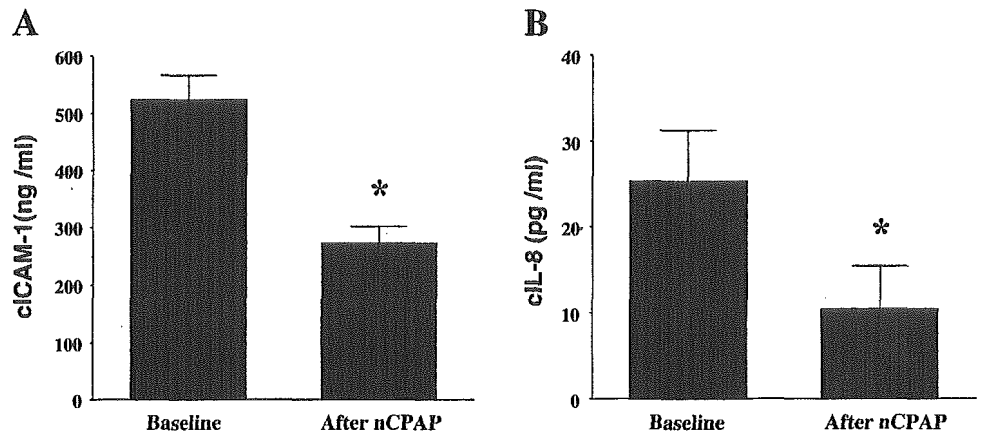 A
cICAM-1(ng /ml)
600
500
400
300
200
100
0
*
Baseline
After nCPAP
B
cIL-8 (pg /ml)
40
30
20
10
0
*
Baseline
After nCPAP